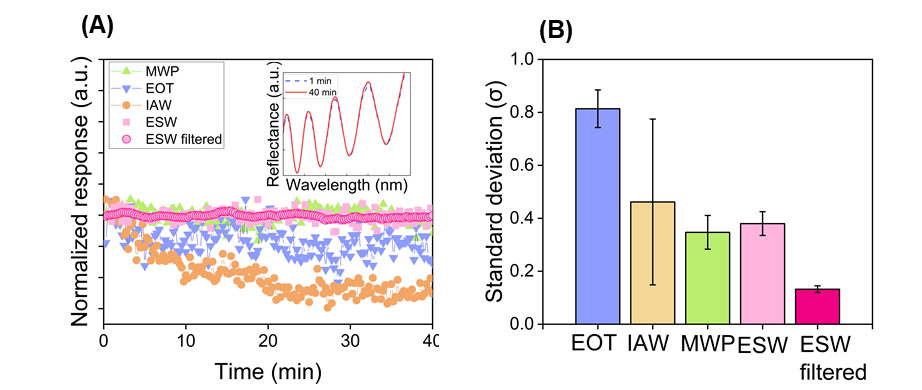 (A)
Normalized response (a.u.)
MWP
EOT
IAW
ESW
ESW filtered
Reflectance (a.u.)
1 min
40 min
Wavelength (nm)
0
10
20
30
40
Time (min)
(B)
Standard deviation (σ)
1.0
0.8
0.6
0.4
0.2
0.0
EOT
IAW
MWP
ESW
ESW
filtered